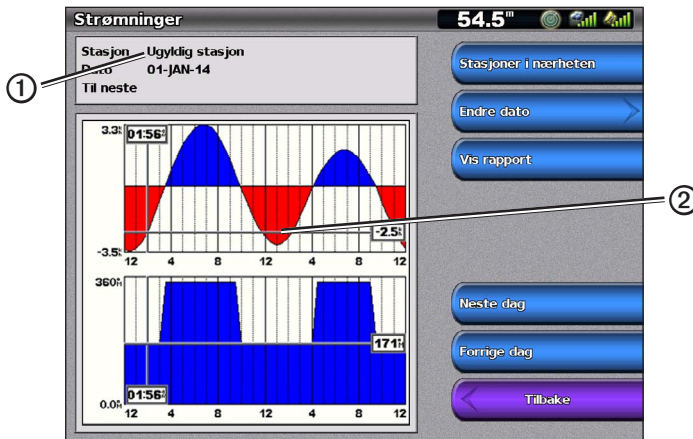 Strømninger
54.5"
Stasjon Ugyldig stasjon
Dato 01-JAN-14
Til neste
①
Stasjoner i nærheten
Endre dato
Vis rapport
3.3
01:56
②
-2.5
-3.5
12 4 8 12 4 8 12
360
171
0.0
01:56
12 4 8 12 4 8 12
Neste dag
Forrige dag
Tilbake